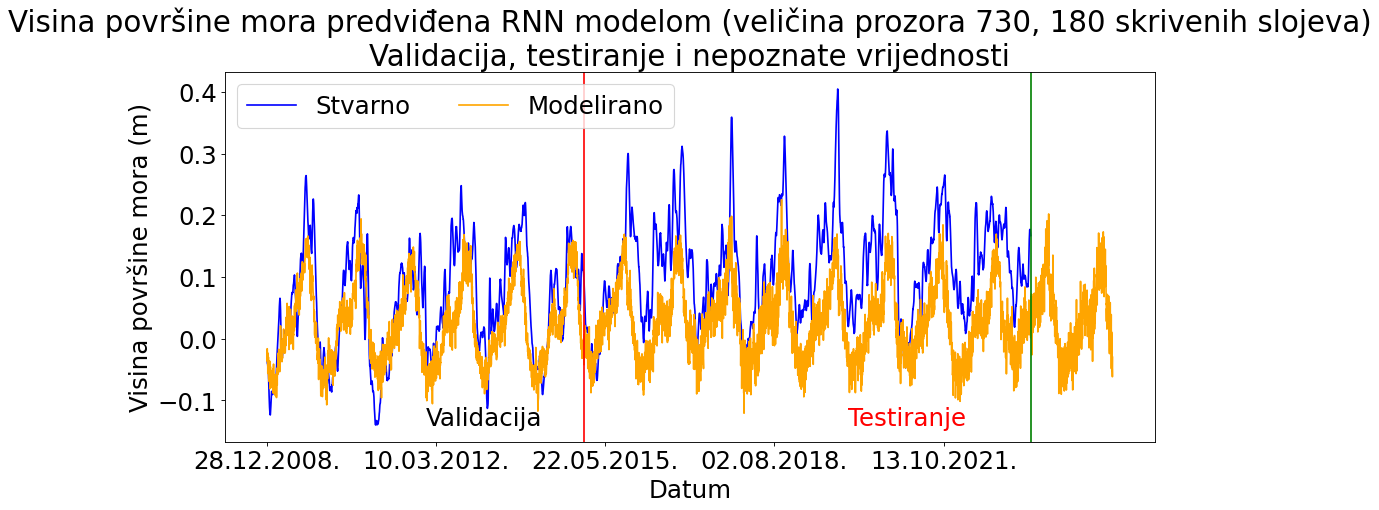 Visina površine mora predviđena RNN modelom (veličina prozora 730, 180 skrivenih slojeva)
Validacija, testiranje i nepoznate vrijednosti
Stvarno
Modelirano
Visina površine mora (m)
0.4
0.3
0.2
0.1
0.0
−0.1
Validacija
Testiranje
28.12.2008.
10.03.2012.
22.05.2015.
02.08.2018.
13.10.2021.
Datum